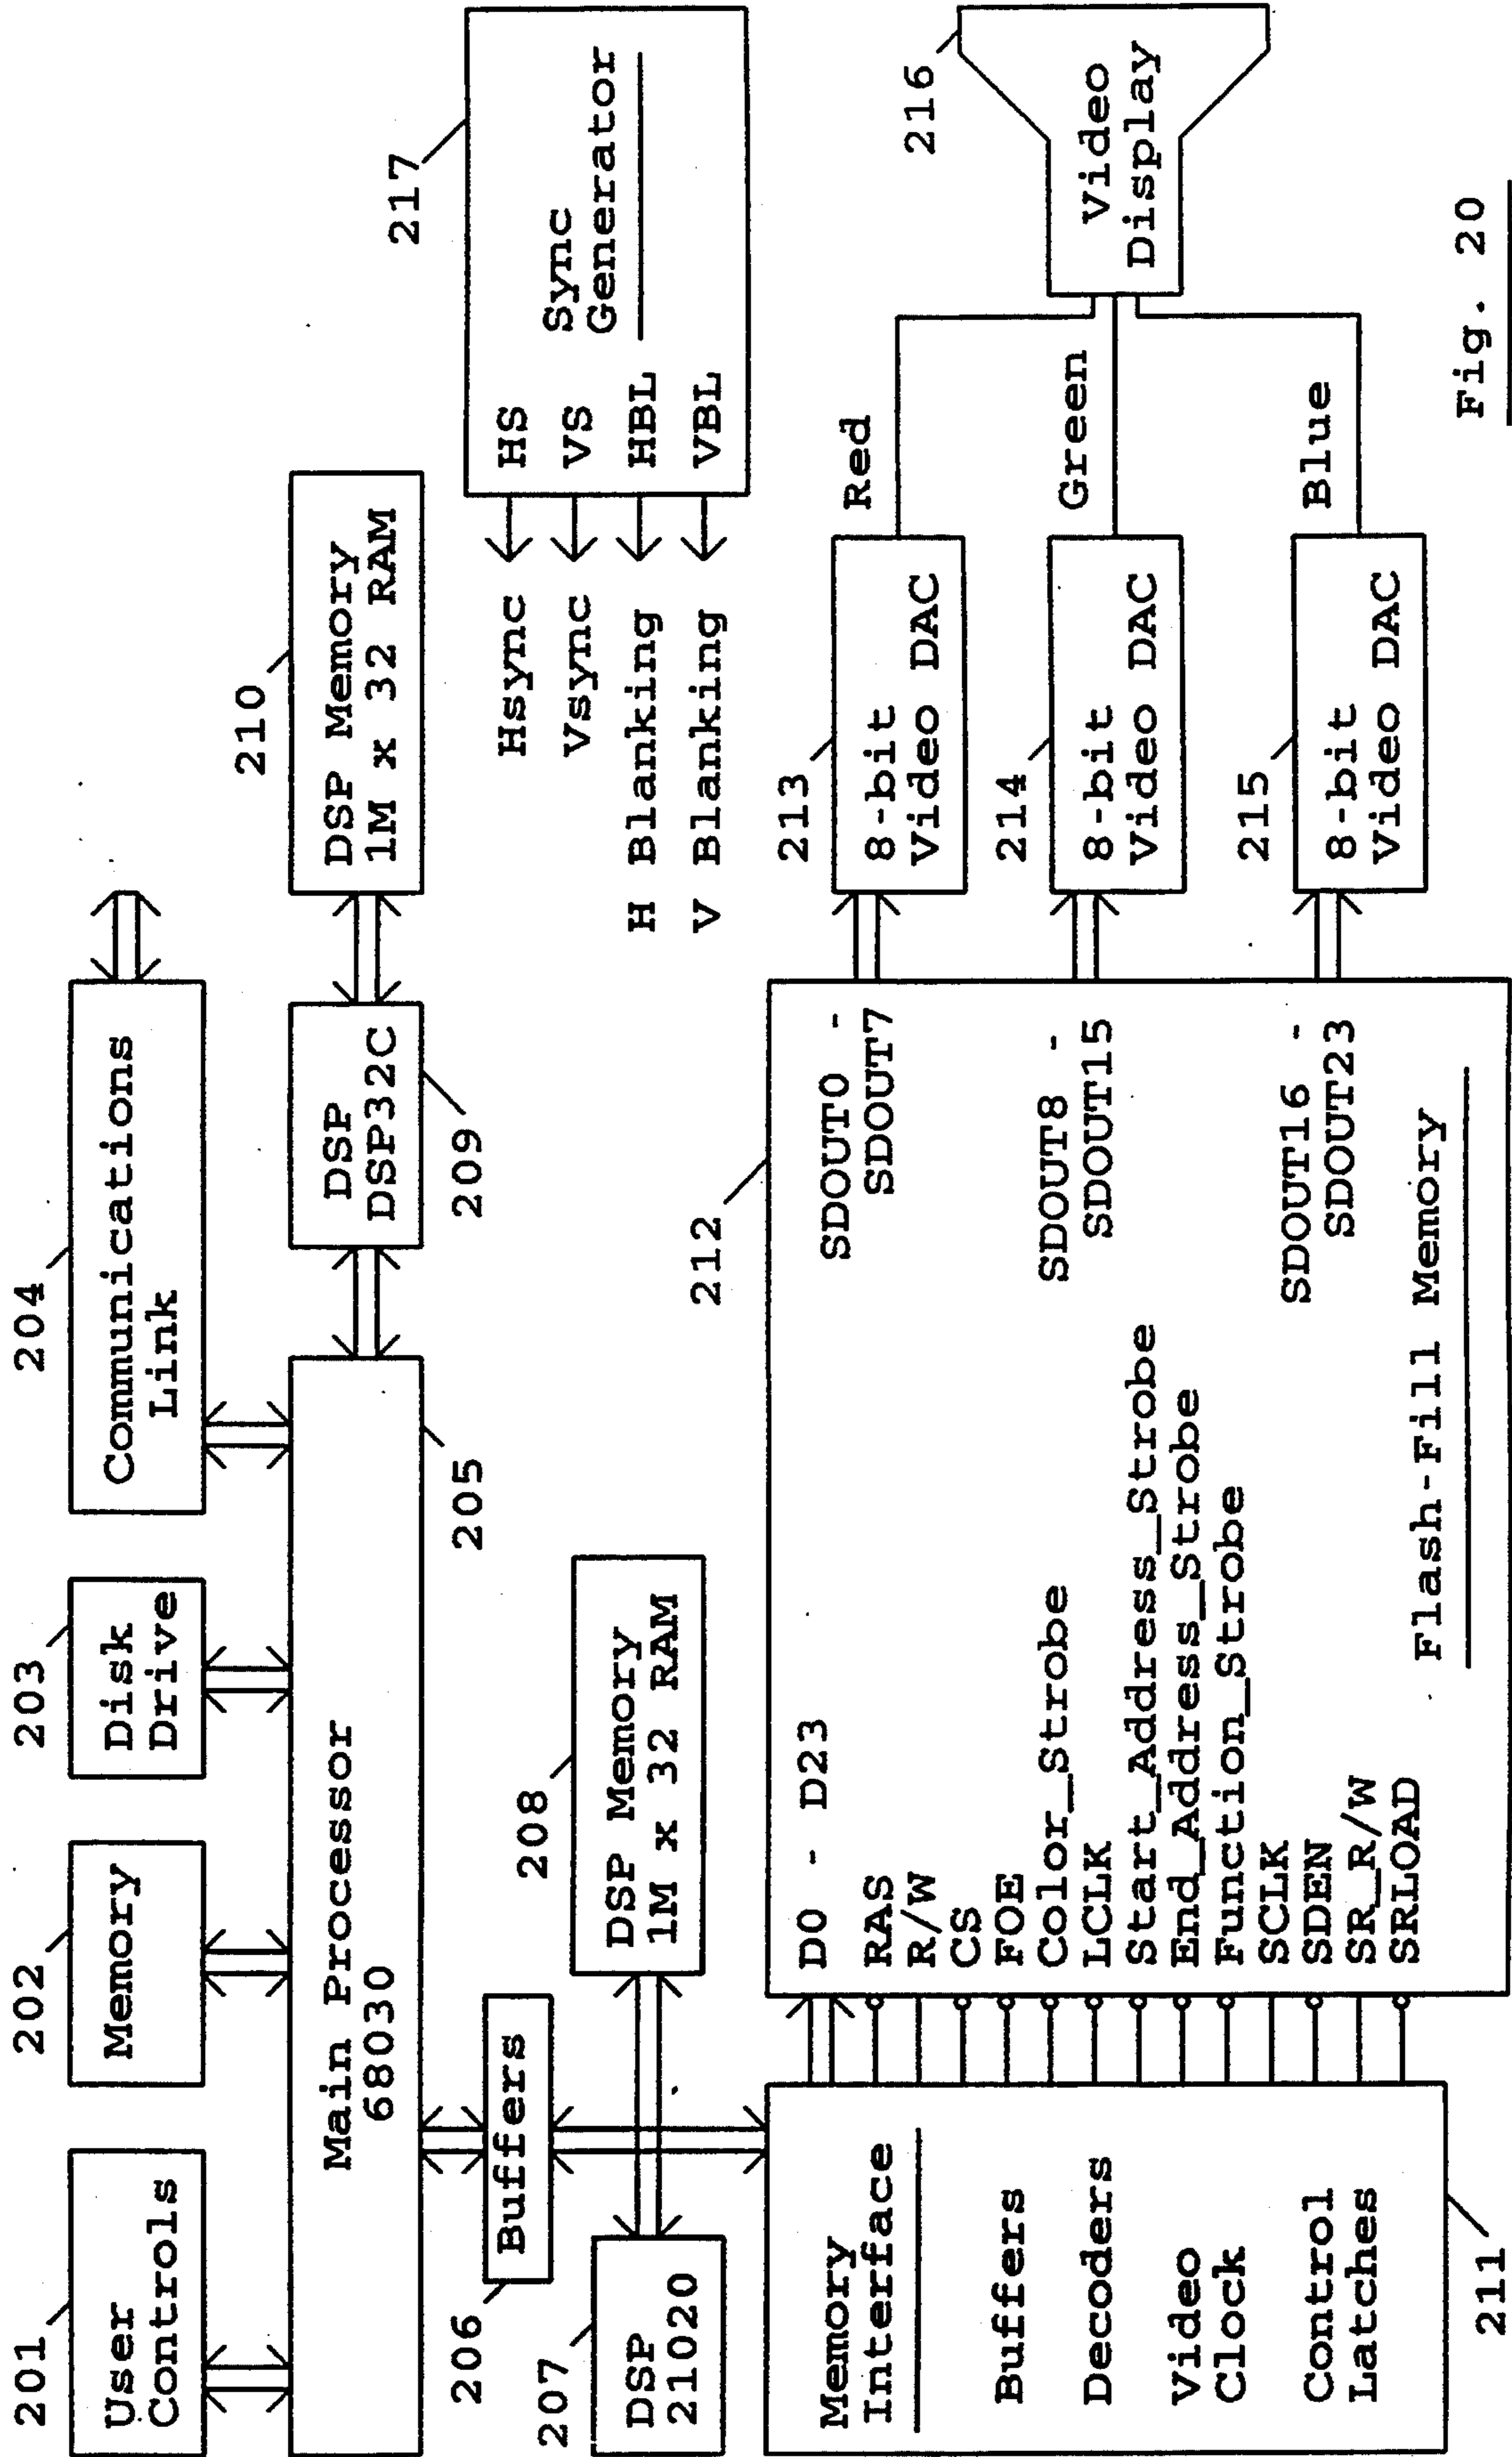 201
User
Controls
202
Memory
203
Disk
Drive
204
Communications
Link
Main Processor
68030
205
DSP
DSP32C
209
210
DSP Memory
1M x 32 RAM
217
HS
VS
HBL
VBL
Sync
Generator
Hsync
Vsync
H Blanking
V Blanking
206
Buffers
207
DSP
21020
208
DSP Memory
1M x 32 RAM
Memory
Interface
Buffers
Decoders
Video
Clock
Control
Latches
211
212
D0 - D23
RAS
R/W
CS
FOE
Color_Strobe
LCLK
Start_Address_Strobe
End_Address_Strobe
Function_Strobe
SCLK
SDEN
SR_R/W
SRLOAD
SDOUT0 -
SDOUT7
SDOUT8 -
SDOUT15
SDOUT16 -
SDOUT23
Flash-Fill Memory
213
8-bit
Video DAC
Red
214
8-bit
Video DAC
Green
215
8-bit
Video DAC
Blue
216
Video
Display
Fig. 20